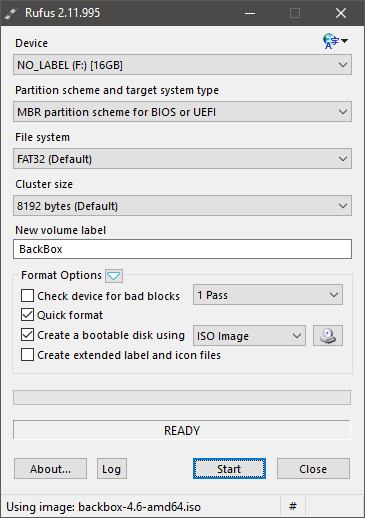 Rufus 2.11.995
Device
NO_LABEL (F:) [16GB]
Partition scheme and target system type
MBR partition scheme for BIOS or UEFI
File system
FAT32 (Default)
Cluster size
8192 bytes (Default)
New volume label
BackBox
Format Options
Check device for bad blocks 1 Pass
Quick format
Create a bootable disk using ISO Image
Create extended label and icon files
READY
About... Log Start Close
Using image: backbox-4.6-amd64.iso #